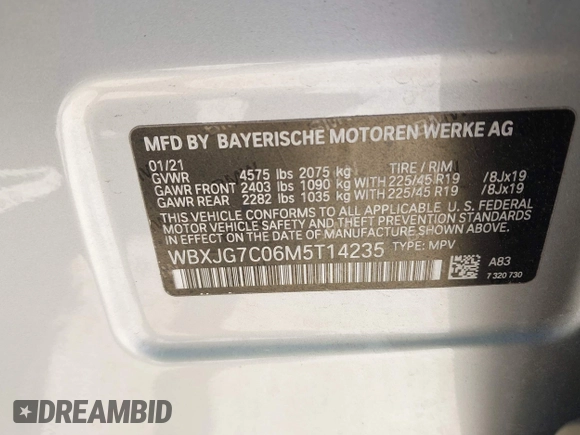 MFD BY BAYERISCHE MOTOREN WERKE AG
01/21 TIRE / RIM
GVWR 4575 lbs 2075 kg
GAWR FRONT 2403 lbs 1090 kg WITH 225/45 R19 /8Jx19
GAWR REAR 2282 lbs 1035 kg WITH 225/45 R19 /8Jx19
THIS VEHICLE CONFORMS TO ALL APPLICABLE U. S. FEDERAL
MOTOR VEHICLE SAFETY, BUMPER, AND THEFT PREVENTION
STANDARDS IN EFFECT ON THE DATE OF MANUFACTURE SHOWN ABOVE.
WBXJG7C06M5T14235 TYPE: MPV
A83
7 320 730
DREAMBID